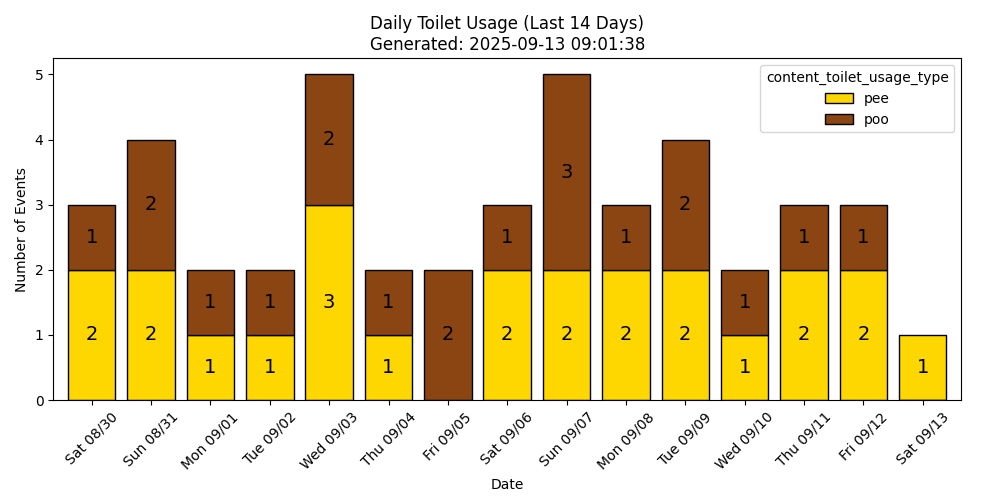 Daily Toilet Usage (Last 14 Days)
Generated: 2025-09-13 09:01:38
Number of Events
5
4
3
2
1
0
content_toilet_usage_type
pee
poo
1
2
1
1
2
1
2
1
3
1
2
1
1
1
2
2
1
1
3
1
2
2
2
2
1
2
2
1
Sat 08/30
Sun 08/31
Mon 09/01
Tue 09/02
Wed 09/03
Thu 09/04
Fri 09/05
Sat 09/06
Sun 09/07
Mon 09/08
Tue 09/09
Wed 09/10
Thu 09/11
Fri 09/12
Sat 09/13
Date